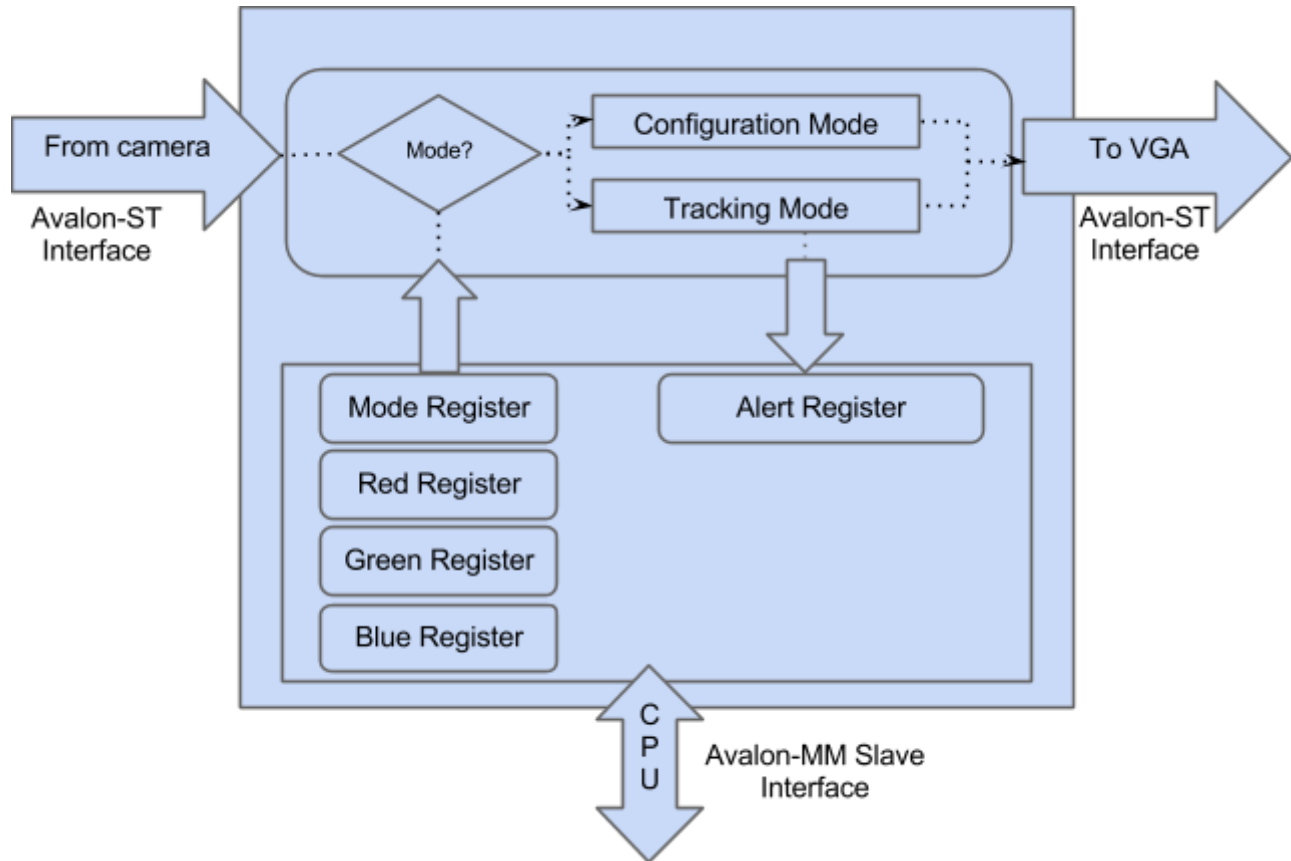 From camera
Avalon-ST
Interface
Mode?
Configuration Mode
Tracking Mode
To VGA
Avalon-ST
Interface
Mode Register
Red Register
Green Register
Blue Register
Alert Register
C
P
U
Avalon-MM Slave
Interface